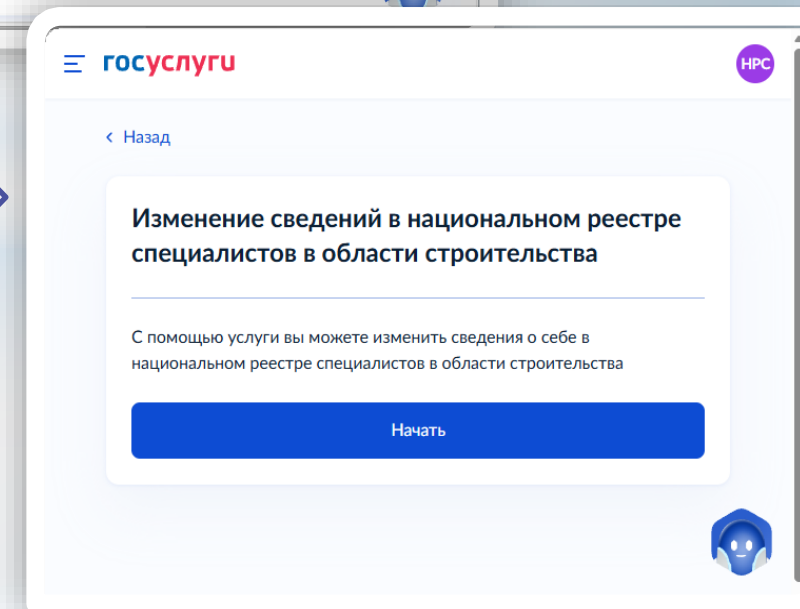 госуслуги
НРС
Назад
Изменение сведений в национальном реестре
специалистов в области строительства
С помощью услуги вы можете изменить сведения о себе в
национальном реестре специалистов в области строительства
Начать